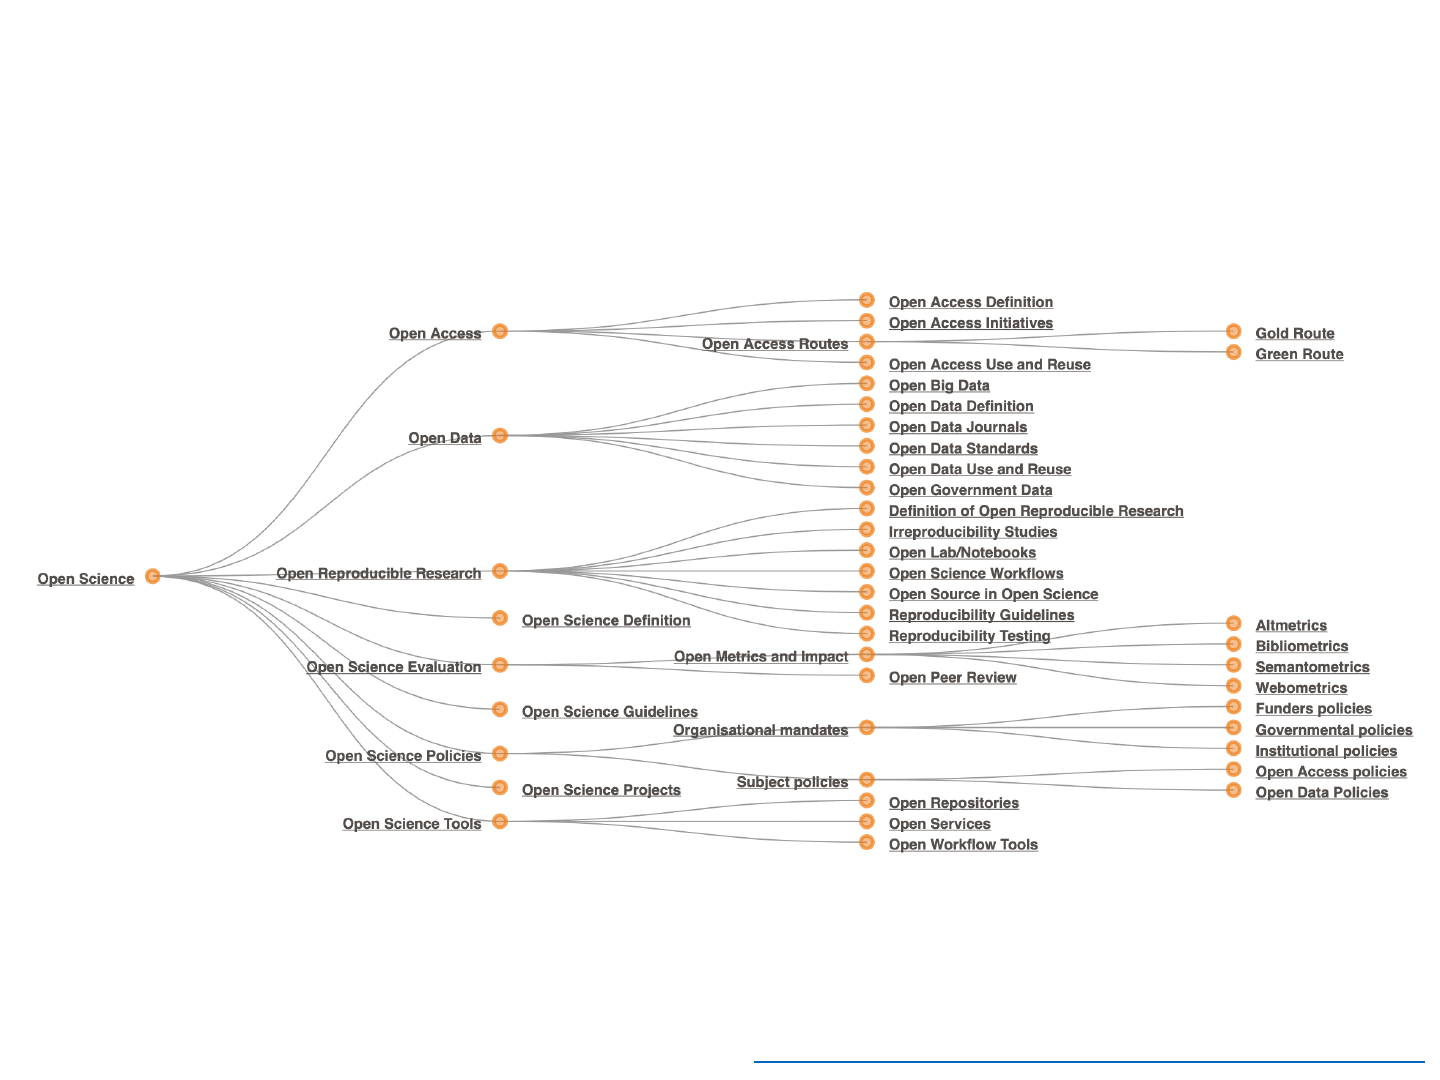 Open Science
Open Access
Open Access Definition
Open Access Initiatives
Open Access Routes
Gold Route
Green Route
Open Access Use and Reuse
Open Data
Open Big Data
Open Data Definition
Open Data Journals
Open Data Standards
Open Data Use and Reuse
Open Government Data
Open Reproducible Research
Definition of Open Reproducible Research
Irreproducibility Studies
Open Lab/Notebooks
Open Science Workflows
Open Source in Open Science
Reproducibility Guidelines
Reproducibility Testing
Open Science Definition
Open Science Evaluation
Open Metrics and Impact
Altmetrics
Bibliometrics
Semantometrics
Webometrics
Open Peer Review
Open Science Guidelines
Open Science Policies
Organisational mandates
Funders policies
Governmental policies
Institutional policies
Subject policies
Open Access policies
Open Data Policies
Open Science Projects
Open Science Tools
Open Repositories
Open Services
Open Workflow Tools